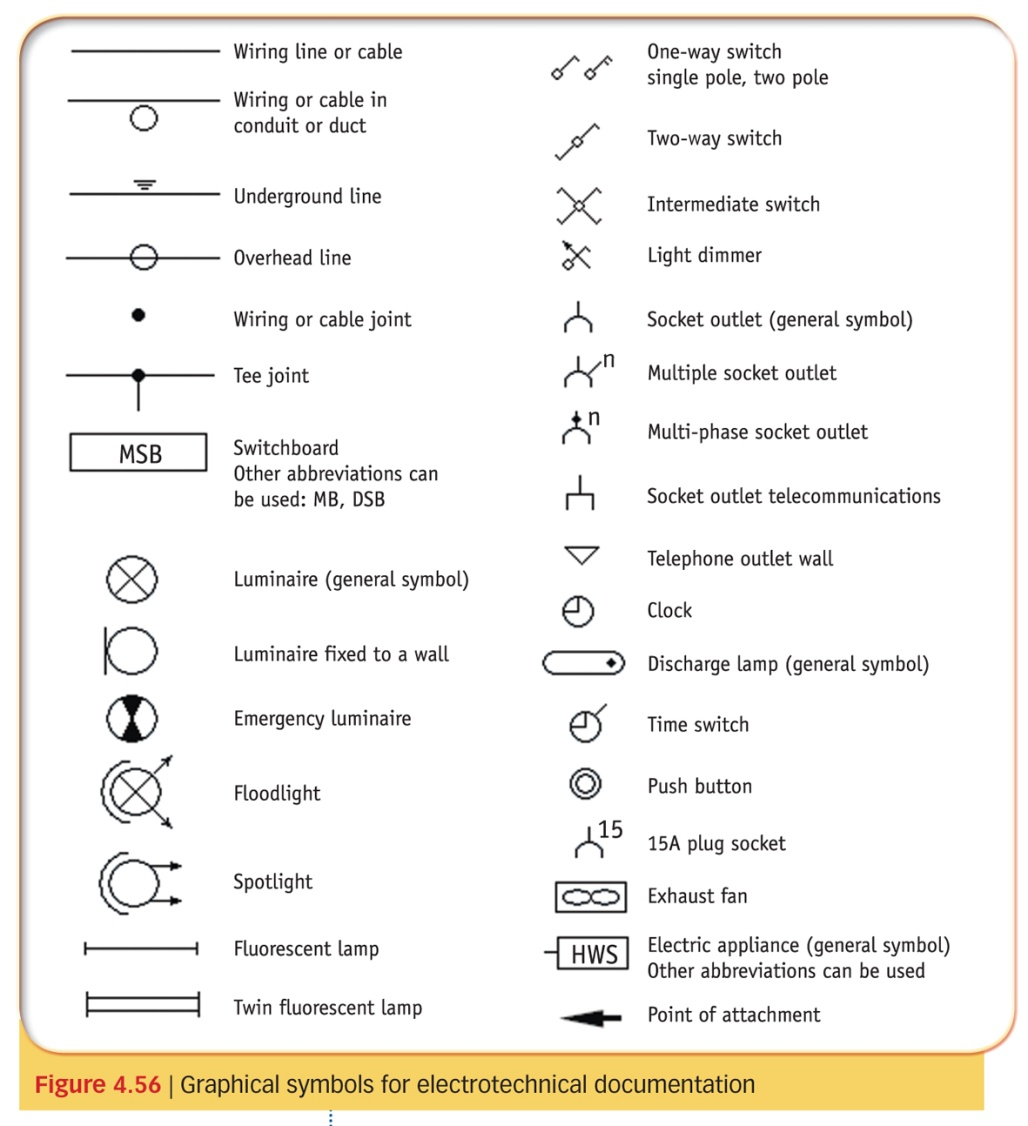 Wiring line or cable
Wiring or cable in
conduit or duct
Underground line
Overhead line
Wiring or cable joint
Tee joint
MSB
Switchboard
Other abbreviations can
be used: MB, DSB
Luminaire (general symbol)
Luminaire fixed to a wall
Emergency luminaire
Floodlight
Spotlight
Fluorescent lamp
Twin fluorescent lamp
One-way switch
single pole, two pole
Two-way switch
Intermediate switch
Light dimmer
Socket outlet (general symbol)
n
Multiple socket outlet
n
Multi-phase socket outlet
Socket outlet telecommunications
Telephone outlet wall
Clock
Discharge lamp (general symbol)
Time switch
Push button
15
15A plug socket
Exhaust fan
HWS
Electric appliance (general symbol)
Other abbreviations can be used
Point of attachment
Figure 4.56 | Graphical symbols for electrotechnical documentation